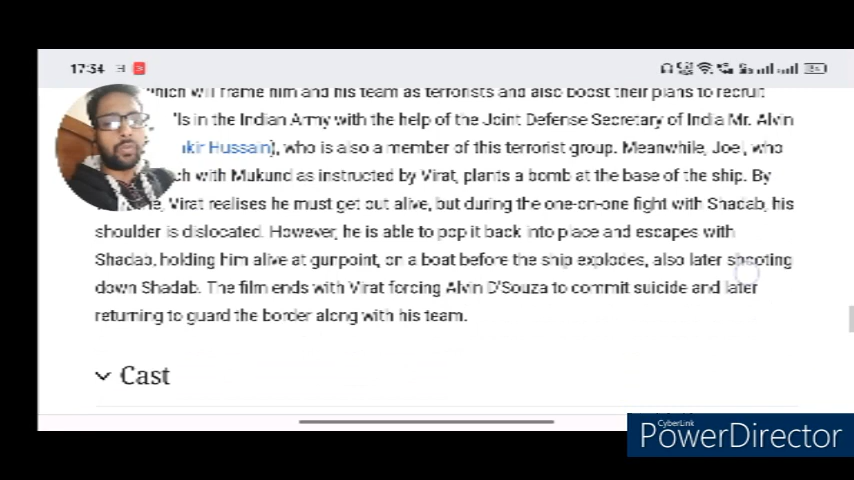 17:54
which will frame him and his team as terrorists and also boost their plans to recruit
ls in the Indian Army with the help of the Joint Defense Secretary of India Mr. Alvin
kir Hussain), who is also a member of this terrorist group. Meanwhile, Joel, who
ch with Mukund as instructed by Virat, plants a bomb at the base of the ship. By
Virat realises he must get out alive, but during the one-on-one fight with Shadab, his
shoulder is dislocated. However, he is able to pop it back into place and escapes with
Shadab, holding him alive at gunpoint, on a boat before the ship explodes, also later shooting
down Shadab. The film ends with Virat forcing Alvin D'Souza to commit suicide and later
returning to guard the border along with his team.
Cast
CyberLink
PowerDirector